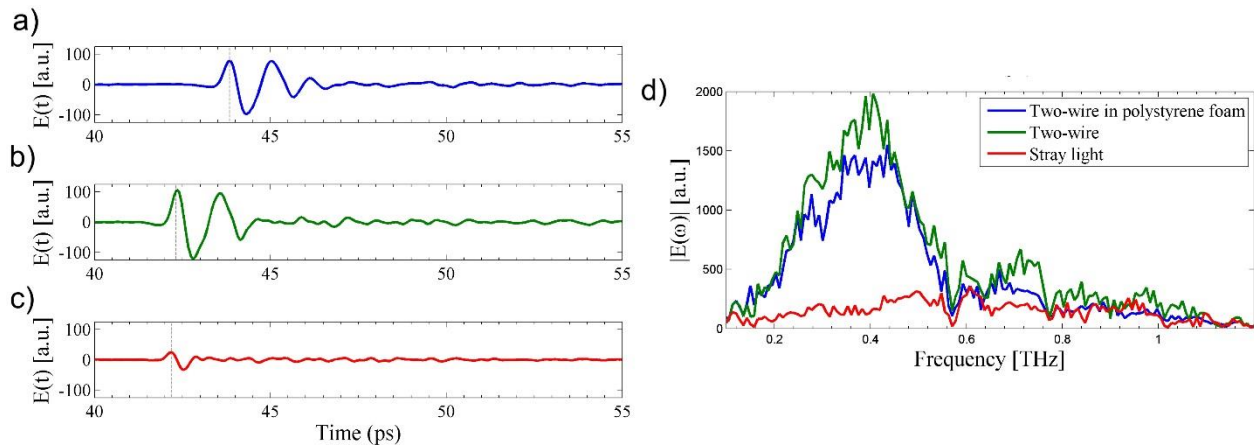 a)
E(t) [a.u.]
100
0
-100
40
45
50
55
b)
E(t) [a.u.]
100
0
-100
40
45
50
55
c)
E(t) [a.u.]
100
0
-100
40
45
50
55
Time (ps)
d)
|E(ω)| [a.u.]
2000
1500
1000
500
0
0.2
0.4
0.6
0.8
1
Frequency [THz]
Two-wire in polystyrene foam
Two-wire
Stray light